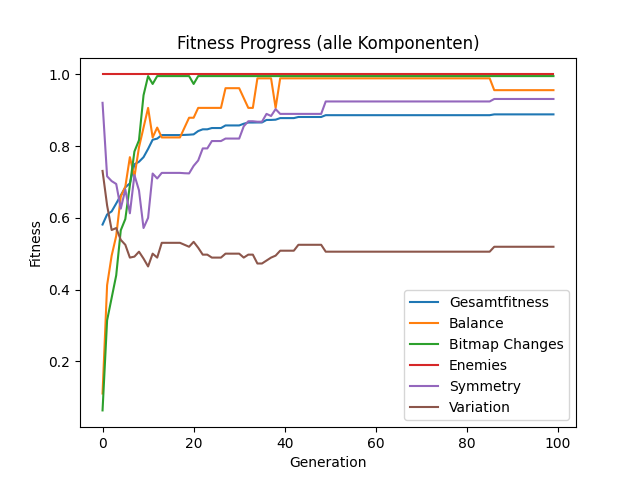 Fitness Progress (alle Komponenten)
1.0
0.8
0.6
0.4
0.2
Fitness
0
20
40
60
80
100
Generation
Gesamtfitness
Balance
Bitmap Changes
Enemies
Symmetry
Variation